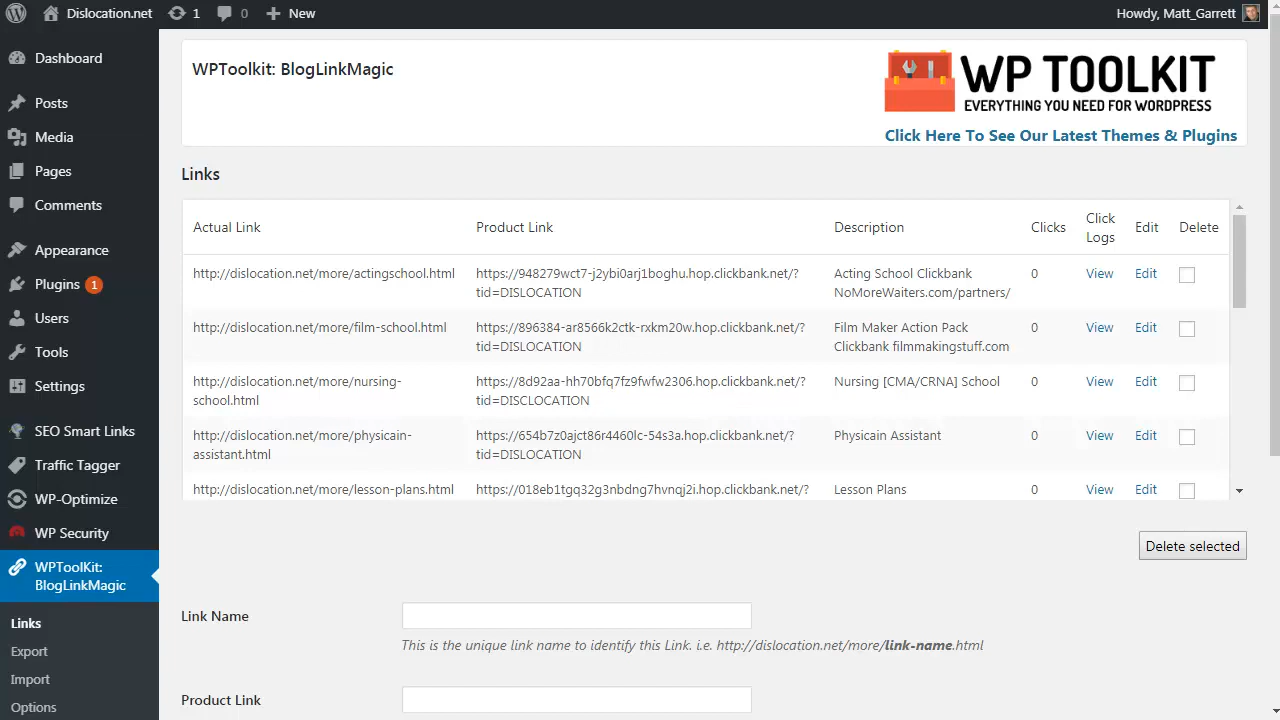 Dislocation.net 1 0 New Howdy, Matt_Garrett
Dashboard
Posts
Media
Pages
Comments
Appearance
Plugins 1
Users
Tools
Settings
SEO Smart Links
Traffic Tagger
WP-Optimize
WP Security
WPToolKit:
BlogLinkMagic
Links
Export
Import
Options
WPToolkit: BlogLinkMagic
WP TOOLKIT
EVERYTHING YOU NEED FOR WORDPRESS
Click Here To See Our Latest Themes & Plugins
Links
Actual Link Product Link Description Clicks Click Logs Edit Delete
http://dislocation.net/more/actingschool.html https://948279wct7-j2ybi0arj1boghu.hop.clickbank.net/? Acting School Clickbank 0 View Edit
tid=DISLOCATION NoMoreWaiters.com/partners/
http://dislocation.net/more/film-school.html https://896384-ar8566k2ctk-rxkm20w.hop.clickbank.net/? Film Maker Action Pack 0 View Edit
tid=DISLOCATION Clickbank filmmakingstuff.com
http://dislocation.net/more/nursing- https://8d92aa-hh70bfq7fz9fwfw2306.hop.clickbank.net/? Nursing [CMA/CRNA] School 0 View Edit
school.html tid=DISCLOCATION
http://dislocation.net/more/physicain- https://654b7z0ajct86r4460lc-54s3a.hop.clickbank.net/? Physicain Assistant 0 View Edit
assistant.html tid=DISLOCATION
http://dislocation.net/more/lesson-plans.html https://018eb1tgq32g3nbdng7hvnqj2i.hop.clickbank.net/? Lesson Plans 0 View Edit
Delete selected
Link Name
This is the unique link name to identify this Link. i.e. http://dislocation.net/more/link-name.html
Product Link